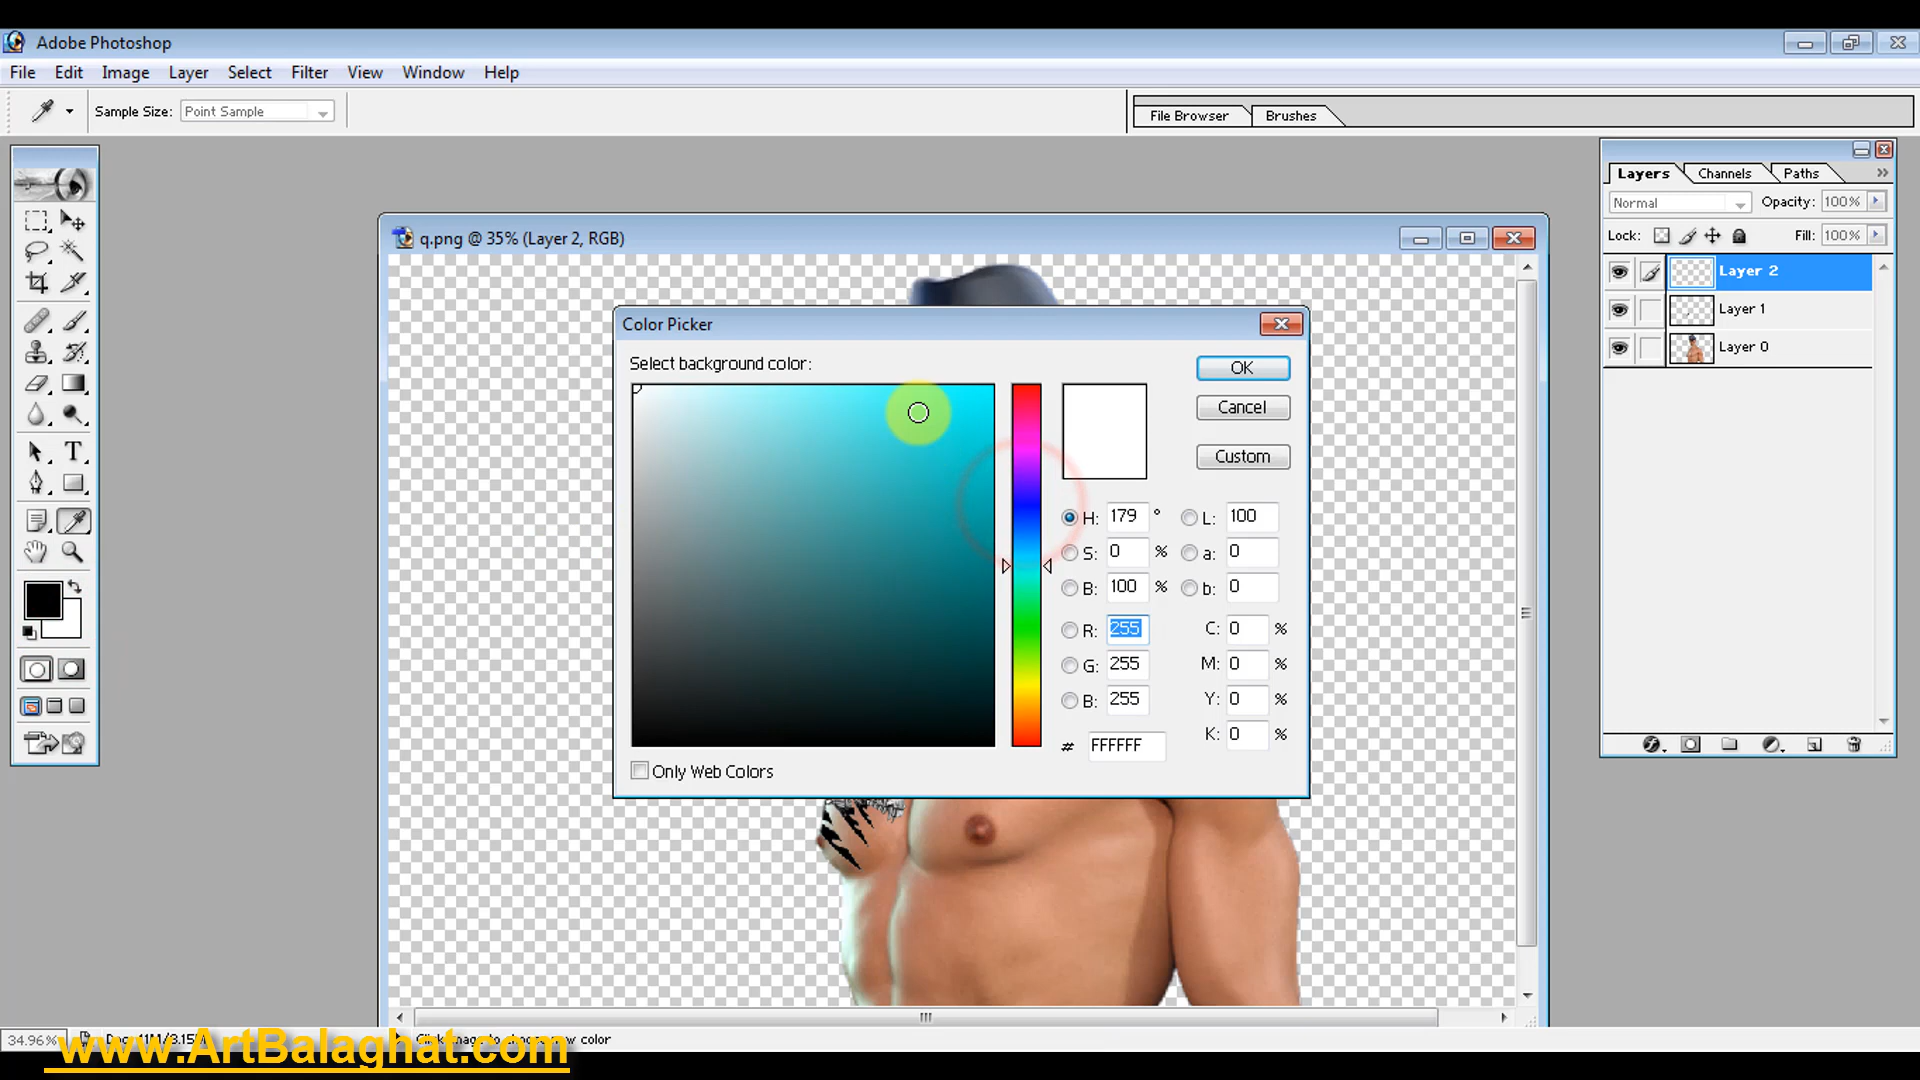 Adobe Photoshop
File Edit Image Layer Select Filter View Window Help
Sample Size: Point Sample
File Browser Brushes
Layers Channels Paths
Normal Opacity: 100%
Lock: Fill: 100%
Layer 2
Layer 1
Layer 0
q.png @ 35% (Layer 2, RGB)
Color Picker
Select background color:
OK
Cancel
Custom
H: 179 ° L: 100
S: 0 % a: 0
B: 100 % b: 0
R: 255 C: 0 %
G: 255 M: 0 %
B: 255 Y: 0 %
# FFFFFF K: 0 %
Only Web Colors
34.96%
www.ArtBalaghat.com